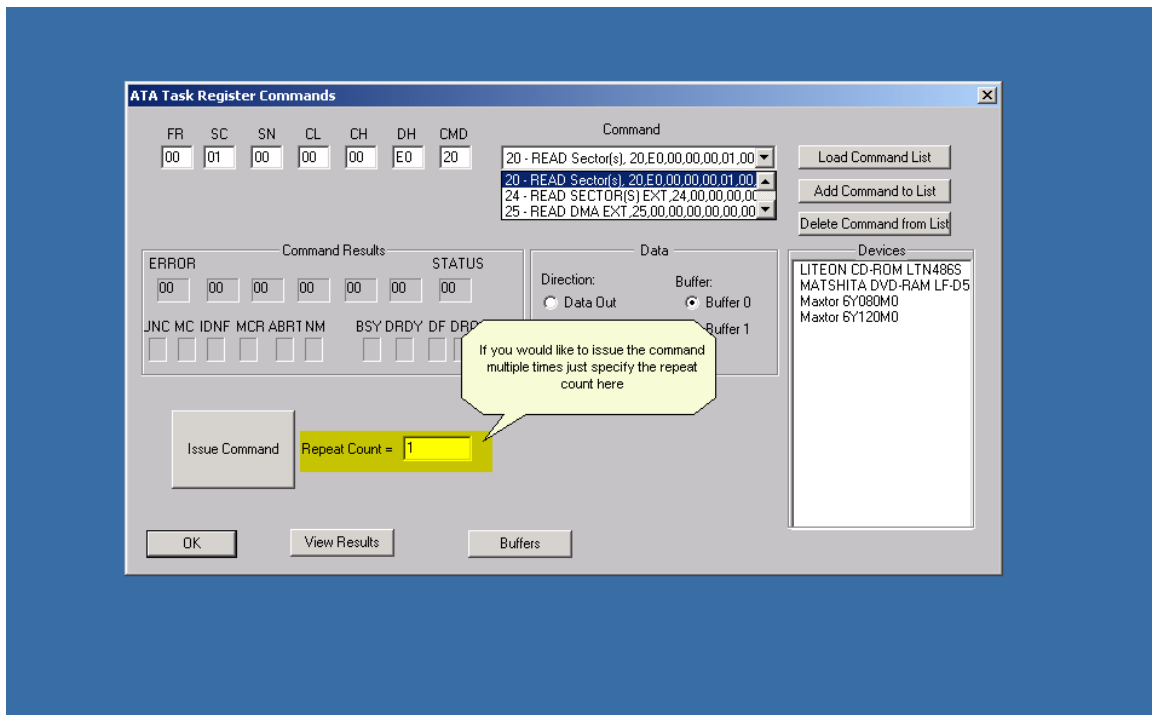 ATA Task Register Commands
FR SC SN CL CH DH CMD
00 01 00 00 00 E0 20
Command
20 - READ Sector(s), 20,E0,00,00,00,01,00
20 - READ Sector(s), 20,E0,00,00,00,01,00,
24 - READ SECTOR(S) EXT ,24,00,00,00,00
25 - READ DMA EXT ,25,00,00,00,00,00,00
Load Command List
Add Command to List
Delete Command from List
Command Results
ERROR STATUS
00 00 00 00 00 00 00
UNC MC IDNF MCR ABRT NM BSY DRDY DF DRQ
Data
Direction: Buffer:
Data Out Buffer 0
Buffer 1
Devices
LITEON CD-ROM LTN486S
MATSHITA DVD-RAM LF-D5
Maxtor 6Y080M0
Maxtor 6Y120M0
If you would like to issue the command
multiple times just specify the repeat
count here
Issue Command
Repeat Count = 1
OK
View Results
Buffers